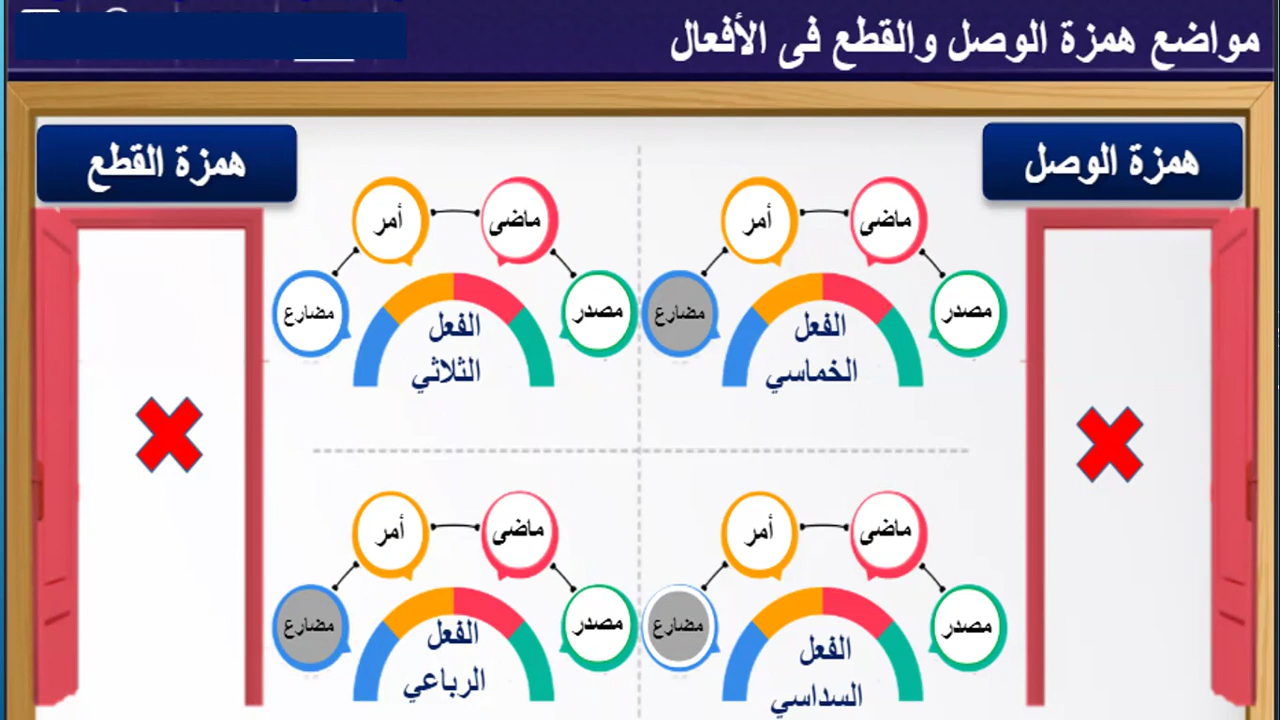 مواضع همزة الوصل والقطع فى الأفعال
همزة الوصل
همزة القطع
ماضى
أمر
مصدر
مضارع
الفعل
الخماسي
ماضى
أمر
مصدر
مضارع
الفعل
الثلاثي
ماضى
أمر
مصدر
مضارع
الفعل
السداسي
ماضى
أمر
مصدر
مضارع
الفعل
الرباعي